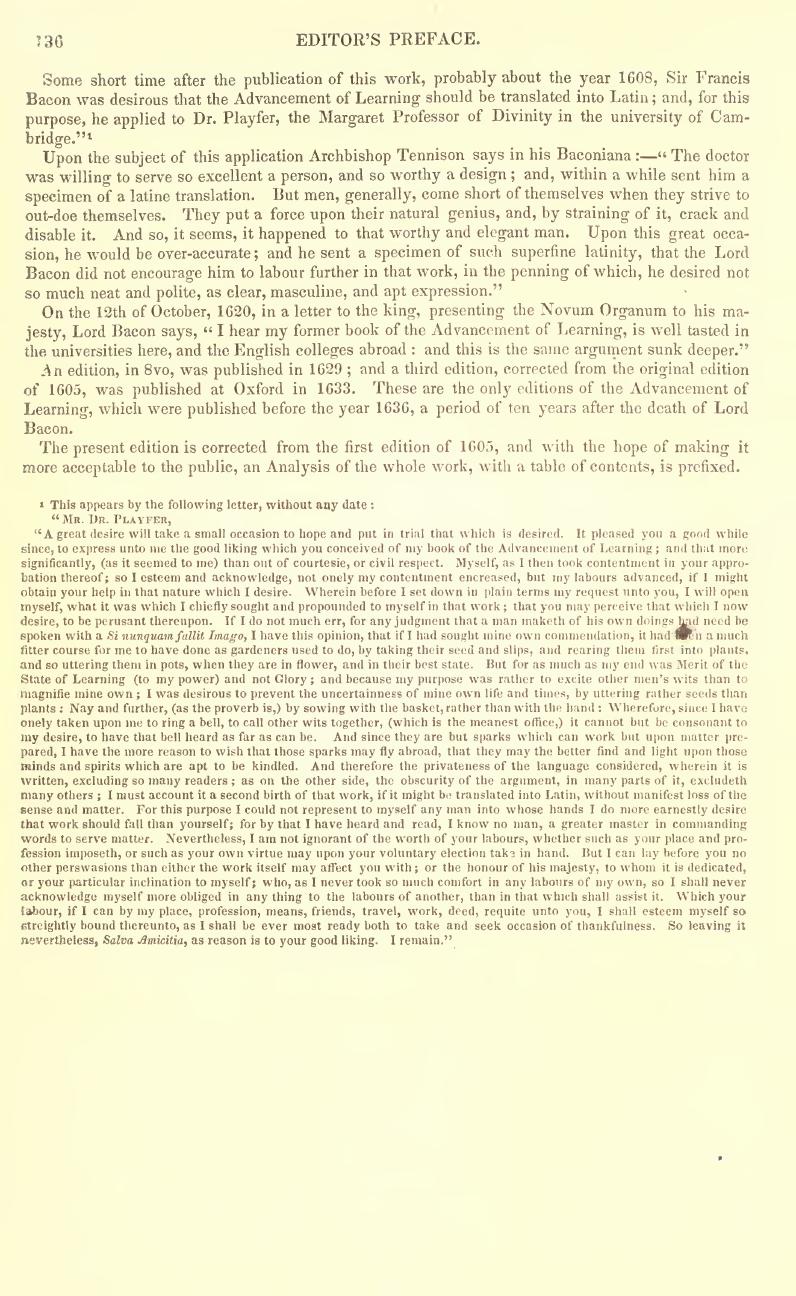 136 EDITOR'S PREFACE.
Some short time after the publication of this work, probably about the year 1608, Sir Francis
Bacon was desirous that the Advancement of Learning should be translated into Latin; and, for this
purpose, he applied to Dr. Playfer, the Margaret Professor of Divinity in the university of Cam-
bridge."¹
Upon the subject of this application Archbishop Tennison says in his Baconiana:—"The doctor
was willing to serve so excellent a person, and so worthy a design; and, within a while sent him a
specimen of a latine translation. But men, generally, come short of themselves when they strive to
out-doe themselves. They put a force upon their natural genius, and, by straining of it, crack and
disable it. And so, it seems, it happened to that worthy and elegant man. Upon this great occa-
sion, he would be over-accurate; and he sent a specimen of such superfine latinity, that the Lord
Bacon did not encourage him to labour further in that work, in the penning of which, he desired not
so much neat and polite, as clear, masculine, and apt expression."
On the 12th of October, 1620, in a letter to the king, presenting the Novum Organum to his ma-
jesty, Lord Bacon says, "I hear my former book of the Advancement of Learning, is well tasted in
the universities here, and the English colleges abroad: and this is the same argument sunk deeper."
An edition, in 8vo, was published in 1629; and a third edition, corrected from the original edition
of 1605, was published at Oxford in 1633. These are the only editions of the Advancement of
Learning, which were published before the year 1636, a period of ten years after the death of Lord
Bacon.
The present edition is corrected from the first edition of 1605, and with the hope of making it
more acceptable to the public, an Analysis of the whole work, with a table of contents, is prefixed.
¹ This appears by the following letter, without any date:
"MR. DR. PLAYFER,
"A great desire will take a small occasion to hope and put in trial that which is desired. It pleased you a good while
since, to express unto me the good liking which you conceived of my book of the Advancement of Learning; and that more
significantly, (as it seemed to me) than out of courtesie, or civil respect. Myself, as I then took contentment in your appro-
bation thereof; so I esteem and acknowledge, not onely my contentment encreased, but my labours advanced, if I might
obtain your help in that nature which I desire. Wherein before I set down in plain terms my request unto you, I will open
myself, what it was which I chiefly sought and propounded to myself in that work; that you may perceive that which I now
desire, to be persuant thereupon. If I do not much err, for any judgment that a man maketh of his own doings had need be
spoken with a Si nunquam fallit Imago, I have this opinion, that if I had sought mine own commendation, it had been a much
fitter course for me to have done as gardeners used to do, by taking their seed and slips, and rearing them first into plants,
and so uttering them in pots, when they are in flower, and in their best state. But for as much as my end was Merit of the
State of Learning (to my power) and not Glory; and because my purpose was rather to excite other men's wits than to
magnifie mine own; I was desirous to prevent the uncertainness of mine own life and times, by uttering rather seeds than
plants: Nay and further, (as the proverb is,) by sowing with the basket, rather than with the hand: Wherefore, since I have
onely taken upon me to ring a bell, to call other wits together, (which is the meanest office,) it cannot but be consonant to
my desire, to have that bell heard as far as can be. And since they are but sparks which can work but upon matter pre-
pared, I have the more reason to wish that those sparks may fly abroad, that they may the better find and light upon those
minds and spirits which are apt to be kindled. And therefore the privateness of the language considered, wherein it is
written, excluding so many readers; as on the other side, the obscurity of the argument, in many parts of it, excludeth
many others; I must account it a second birth of that work, if it might be translated into Latin, without manifest loss of the
sense and matter. For this purpose I could not represent to myself any man into whose hands I do more earnestly desire
that work should fall than yourself; for by that I have heard and read, I know no man, a greater master in commanding
words to serve matter. Nevertheless, I am not ignorant of the worth of your labours, whether such as your place and pro-
fession imposeth, or such as your own virtue may upon your voluntary election take in hand. But I can lay before you no
other perswasions than either the work itself may affect you with; or the honour of his majesty, to whom it is dedicated,
or your particular inclination to myself; who, as I never took so much comfort in any labours of my own, so I shall never
acknowledge myself more obliged in any thing to the labours of another, than in that which shall assist it. Which your
labour, if I can by my place, profession, means, friends, travel, work, deed, requite unto you, I shall esteem myself so
streightly bound thereunto, as I shall be ever most ready both to take and seek occasion of thankfulness. So leaving it
nevertheless, Salva Amicitia, as reason is to your good liking. I remain."